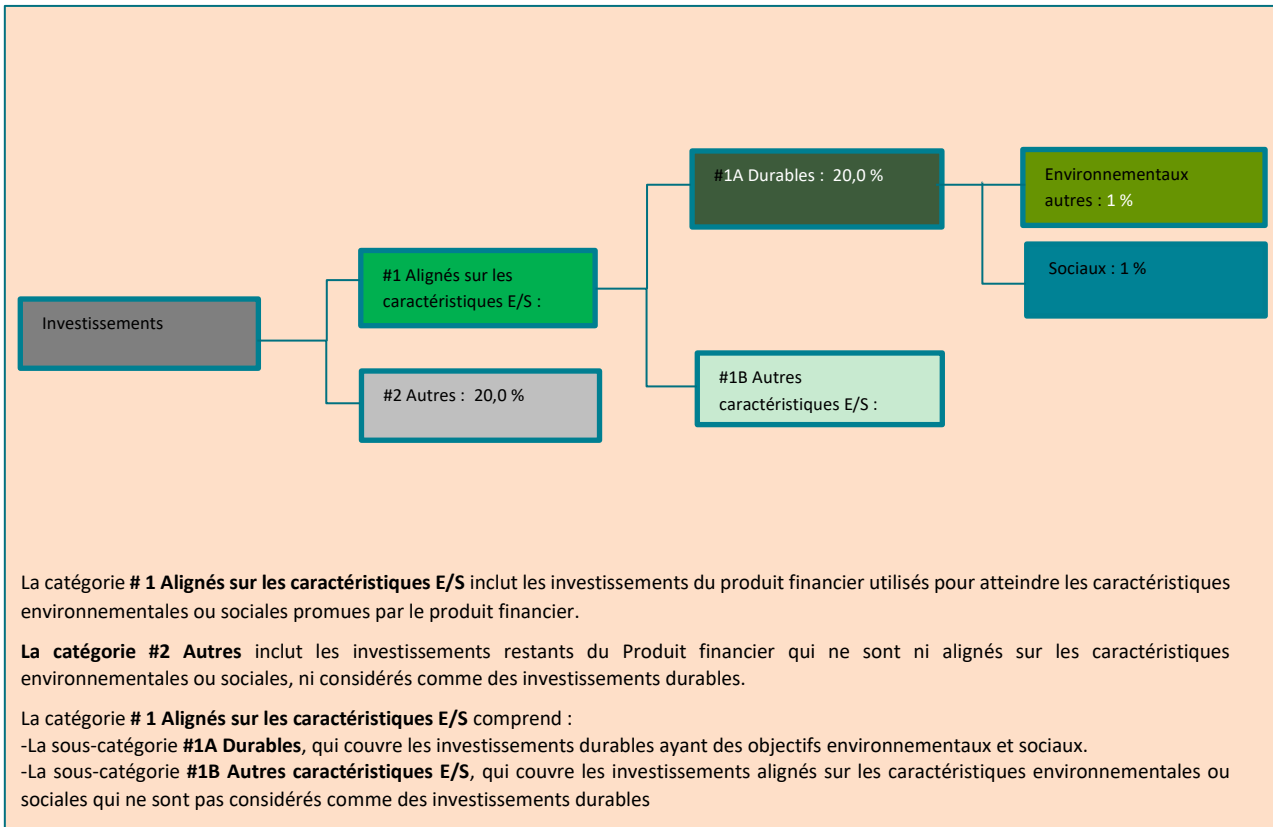 #1A Durables : 20,0 %
Environnementaux
autres : 1 %
Sociaux : 1 %
#1 Alignés sur les
caractéristiques E/S :
Investissements
#2 Autres : 20,0 %
#1B Autres
caractéristiques E/S :
La catégorie # 1 Alignés sur les caractéristiques E/S inclut les investissements du produit financier utilisés pour atteindre les caractéristiques
environnementales ou sociales promues par le produit financier.
La catégorie #2 Autres inclut les investissements restants du Produit financier qui ne sont ni alignés sur les caractéristiques
environnementales ou sociales, ni considérés comme des investissements durables.
La catégorie # 1 Alignés sur les caractéristiques E/S comprend :
-La sous-catégorie #1A Durables, qui couvre les investissements durables ayant des objectifs environnementaux et sociaux.
-La sous-catégorie #1B Autres caractéristiques E/S, qui couvre les investissements alignés sur les caractéristiques environnementales ou
sociales qui ne sont pas considérés comme des investissements durables